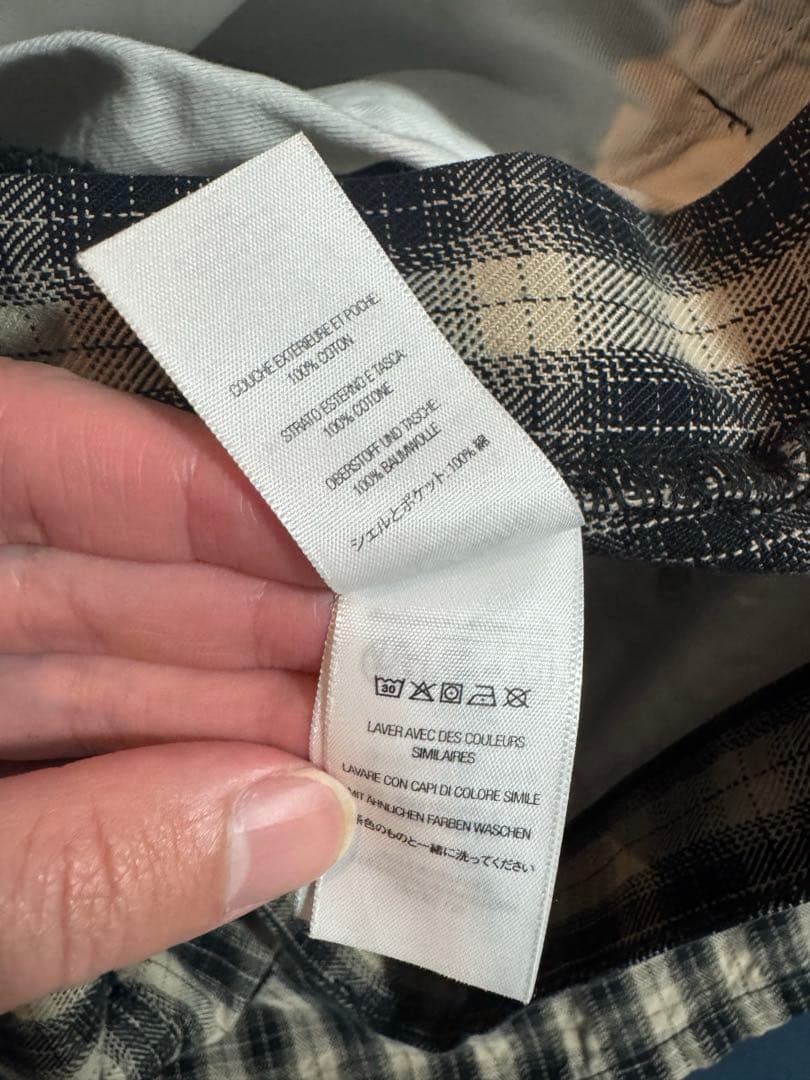 COUCHE EXTERIEURE ET POCHE:
100% COTON
STRATO ESTERNO E TASCA:
100% COTONE
OBERSTOFF UND TASCHE:
100% BAUMWOLLE
シェルとポケット: 100% 綿
30
LAVER AVEC DES COULEURS
SIMILAIRES
LAVARE CON CAPI DI COLORE SIMILE
MIT ÄHNLICHEN FARBEN WASCHEN
色のものと一緒に洗ってください